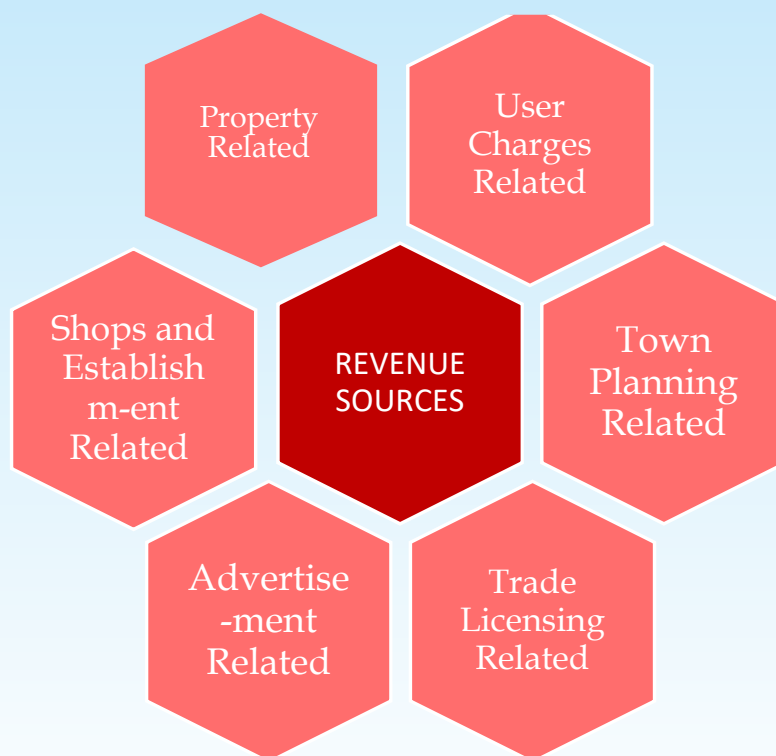 Property
Related
User
Charges
Related
Shops and
Establish
m-ent
Related
REVENUE
SOURCES
Town
Planning
Related
Advertise
-ment
Related
Trade
Licensing
Related